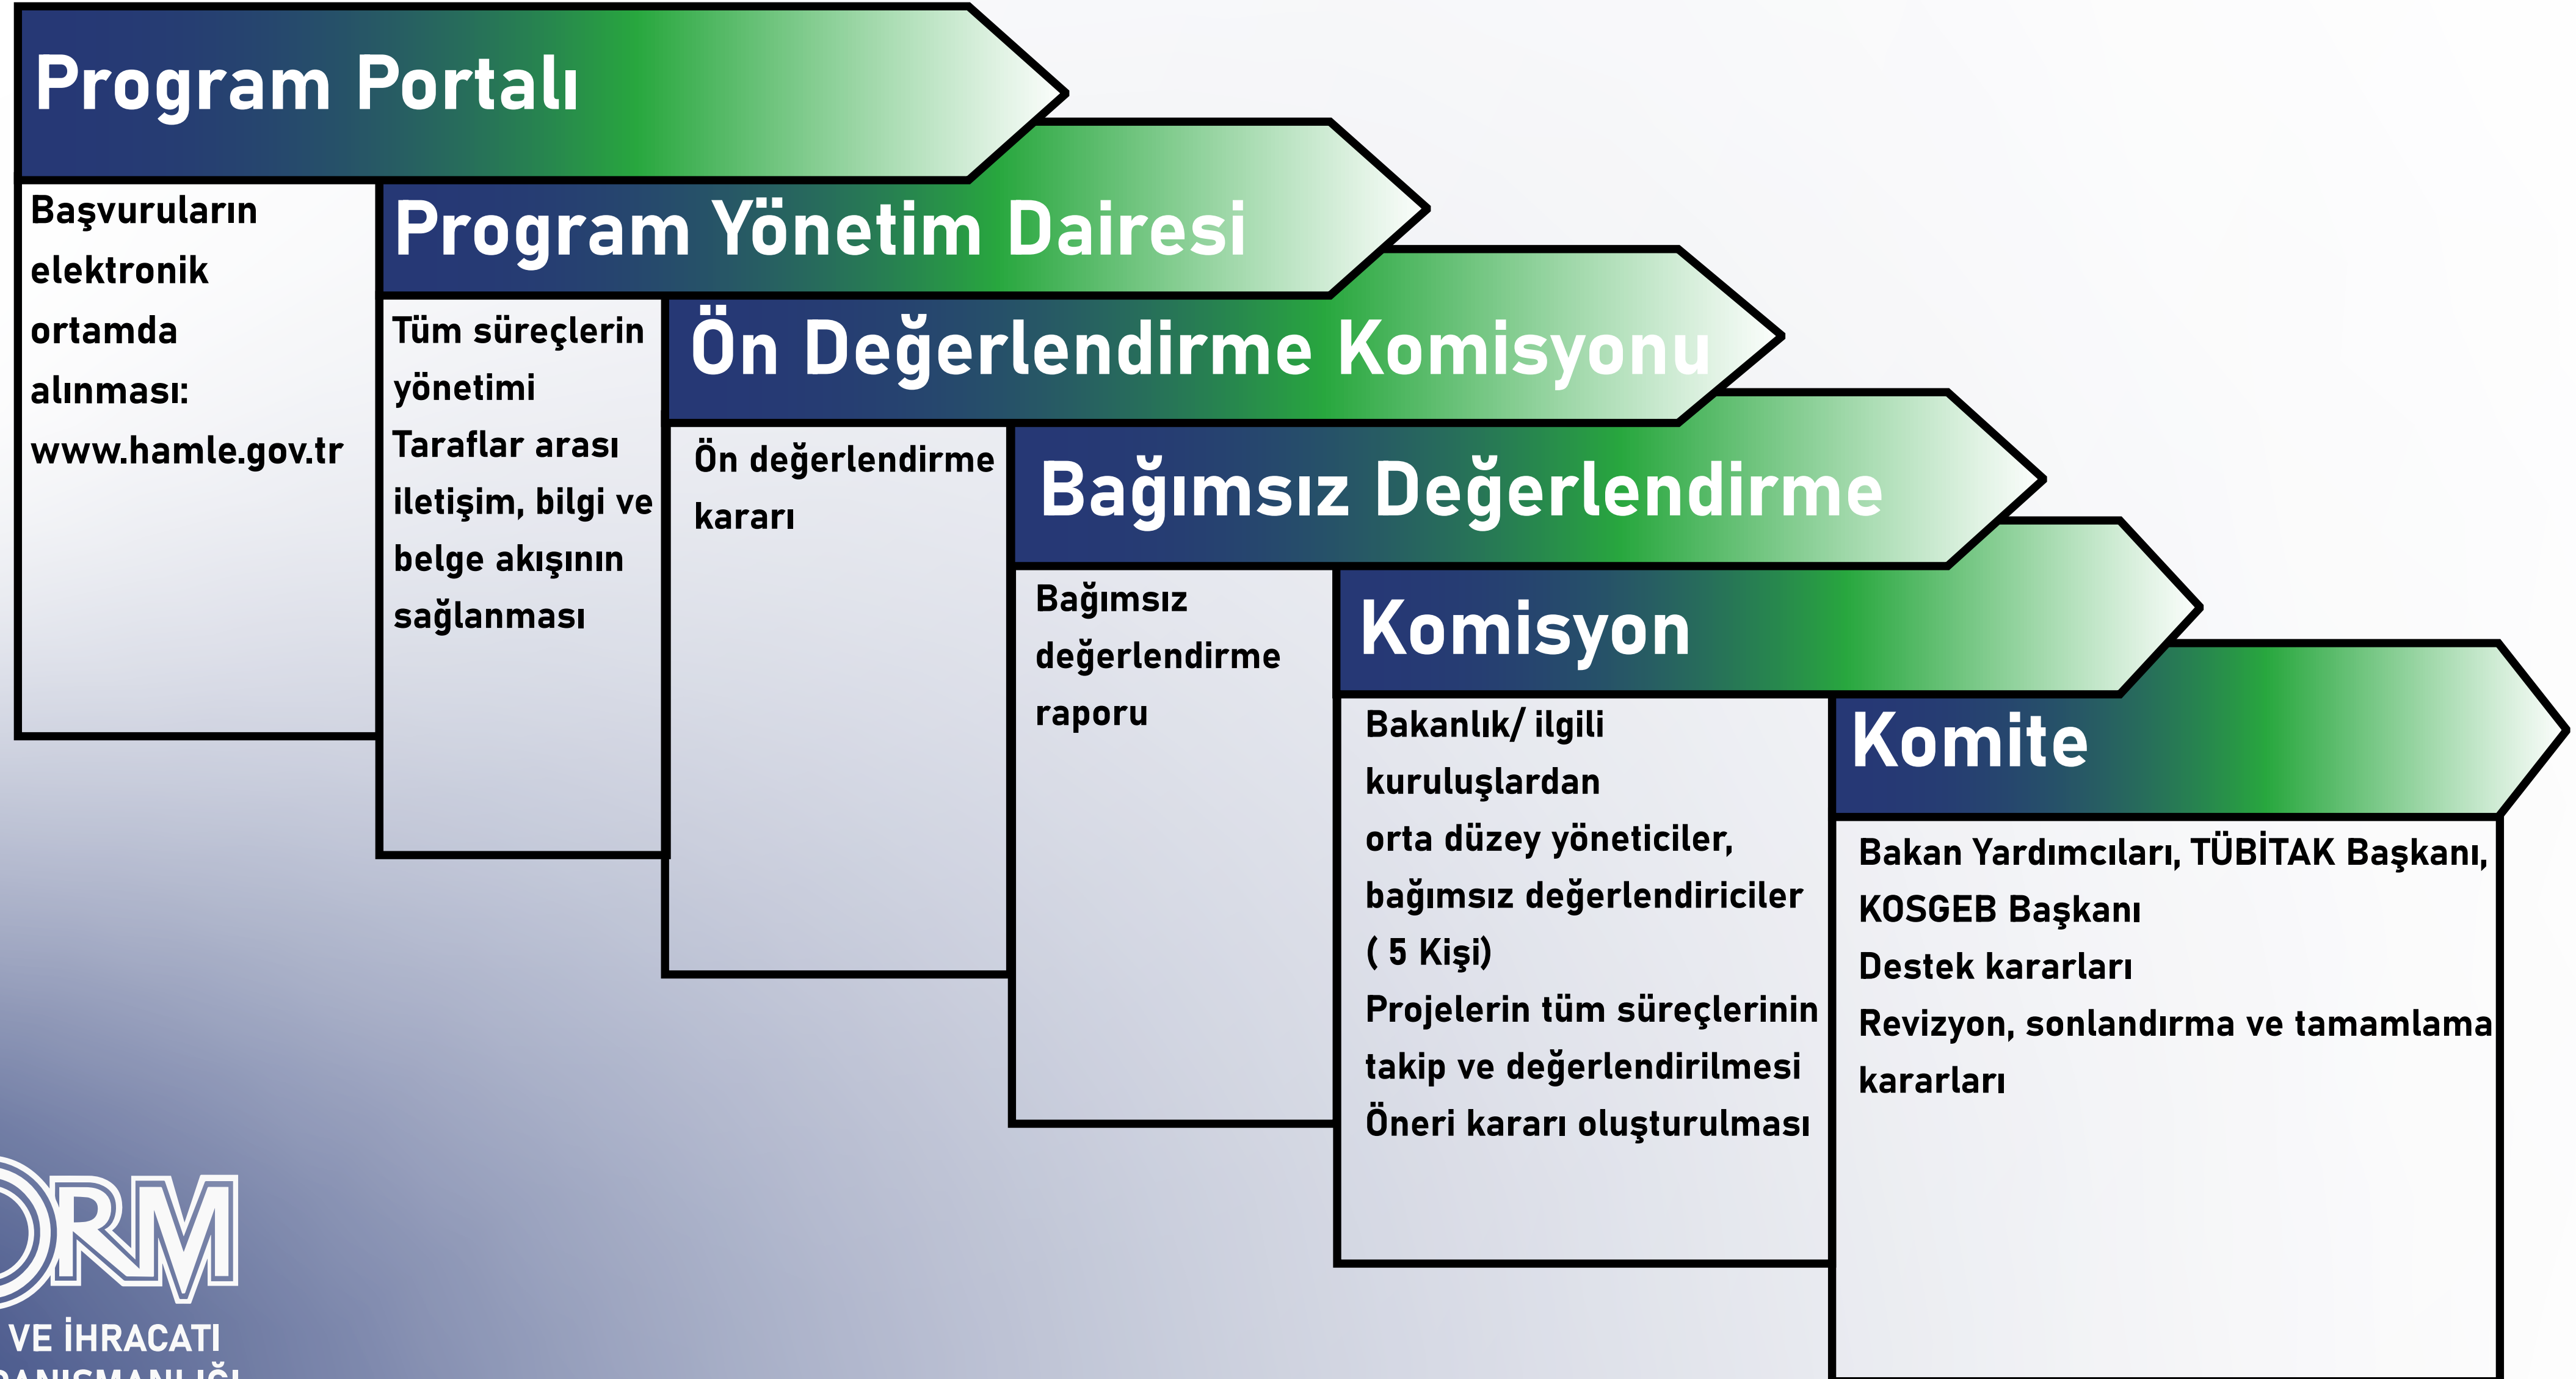 Program Portalı
Başvuruların
elektronik
ortamda
alınması:
www.hamle.gov.tr
Program Yönetim Dairesi
Tüm süreçlerin
yönetimi
Taraflar arası
iletişim, bilgi ve
belge akışının
sağlanması
Ön Değerlendirme Komisyonu
Ön değerlendirme
kararı
Bağımsız Değerlendirme
Bağımsız
değerlendirme
raporu
Komisyon
Bakanlık/ ilgili
kuruluşlardan
orta düzey yöneticiler,
bağımsız değerlendiriciler
( 5 Kişi)
Projelerin tüm süreçlerinin
takip ve değerlendirilmesi
Öneri kararı oluşturulması
Komite
Bakan Yardımcıları, TÜBİTAK Başkanı,
KOSGEB Başkanı
Destek kararları
Revizyon, sonlandırma ve tamamlama
kararları
ORM
VE İHRACATI
DANIŞMANLIĞI